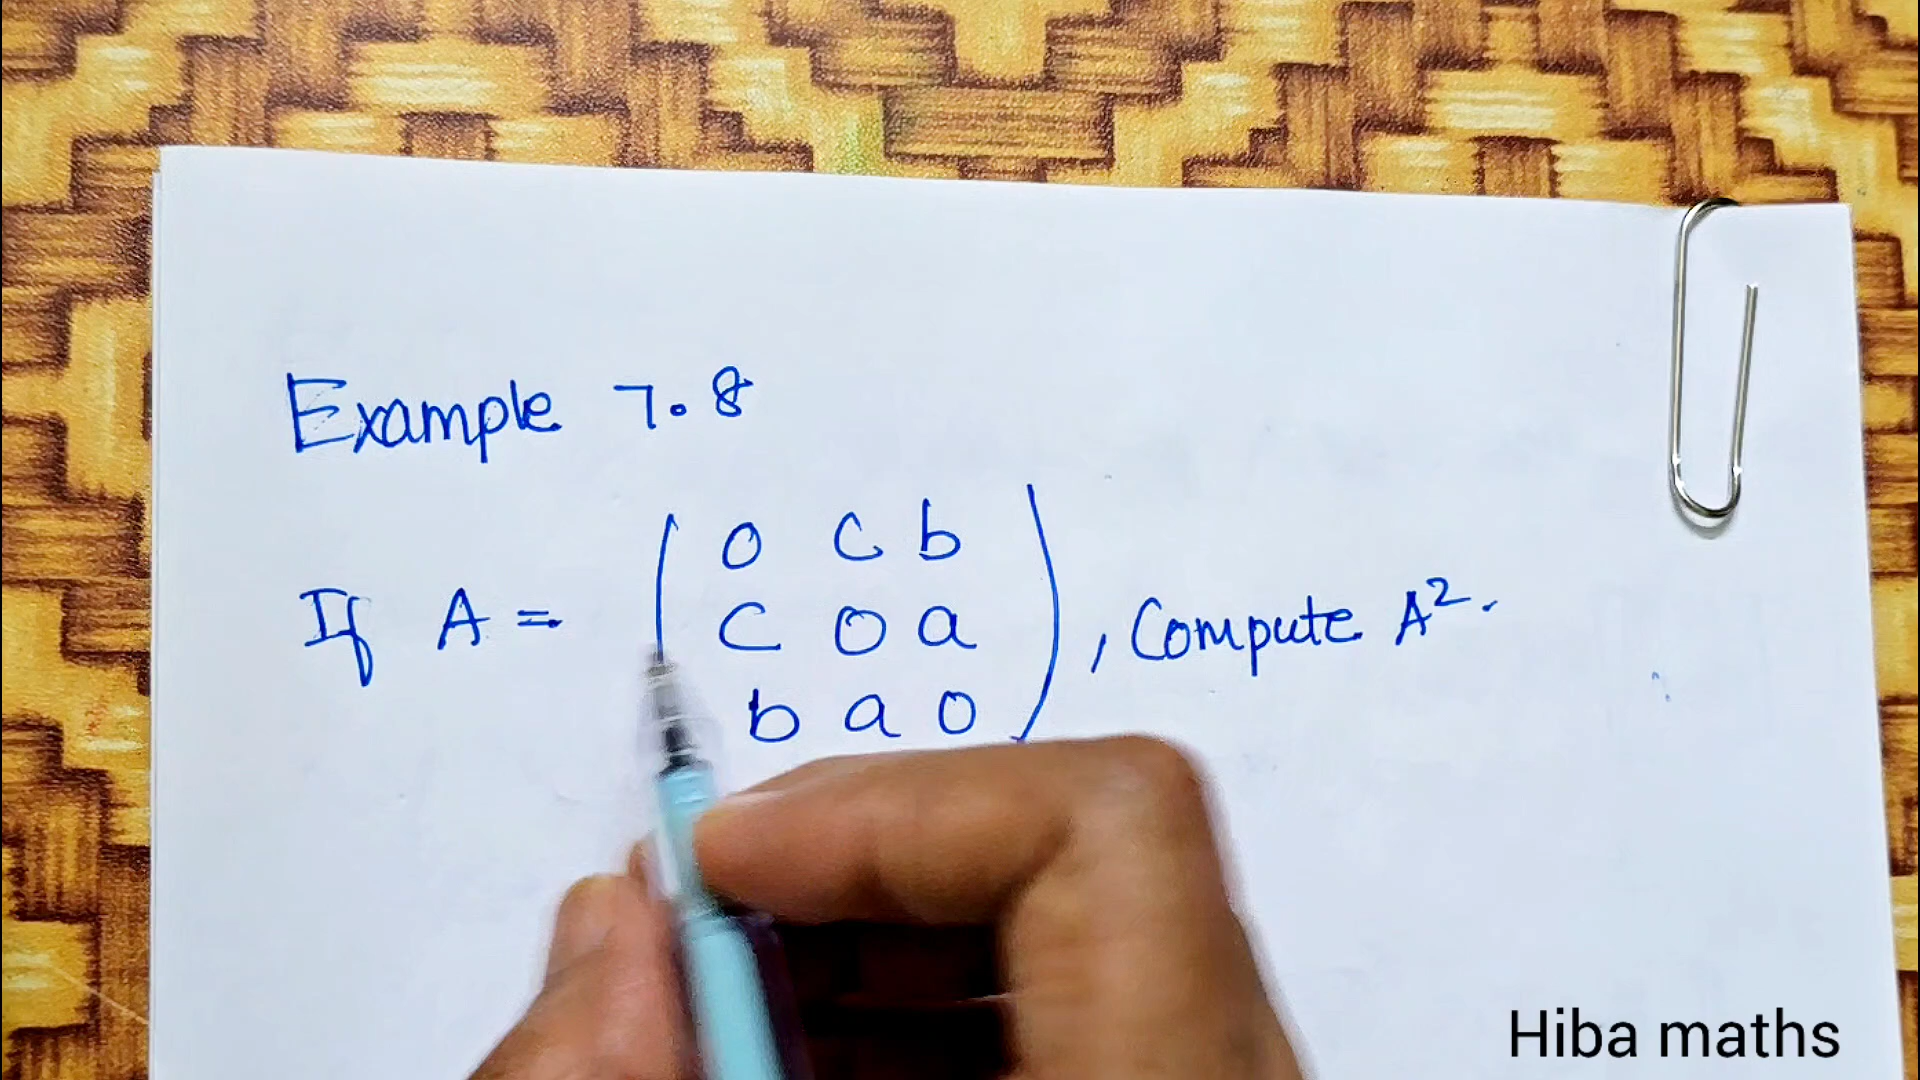 Example 7.8
0 c b
If A = c 0 a , Compute A².
b a 0
Hiba maths